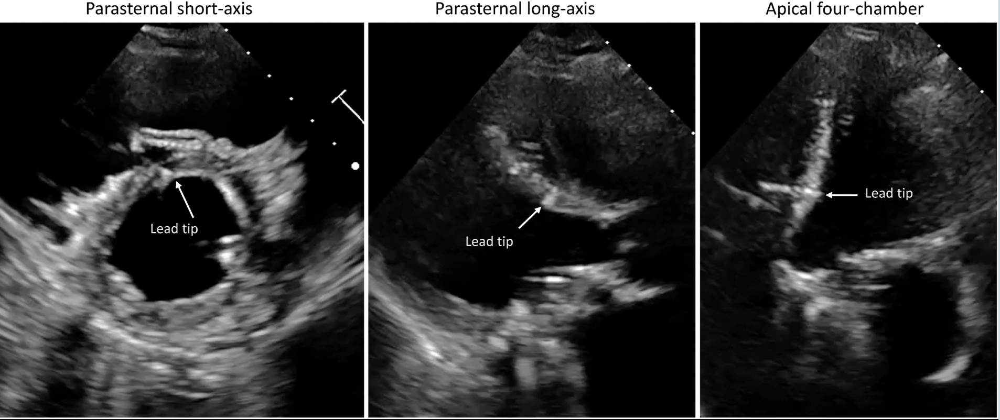 Parasternal short-axis
Parasternal long-axis
Apical four-chamber
Lead tip
Lead tip
Lead tip